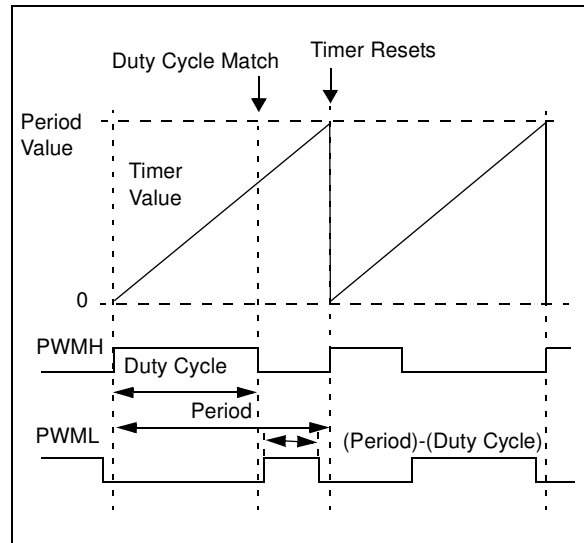 Duty Cycle Match
Timer Resets
Period
Value
Timer
Value
0
PWMH
Duty Cycle
Period
PWML
(Period)-(Duty Cycle)